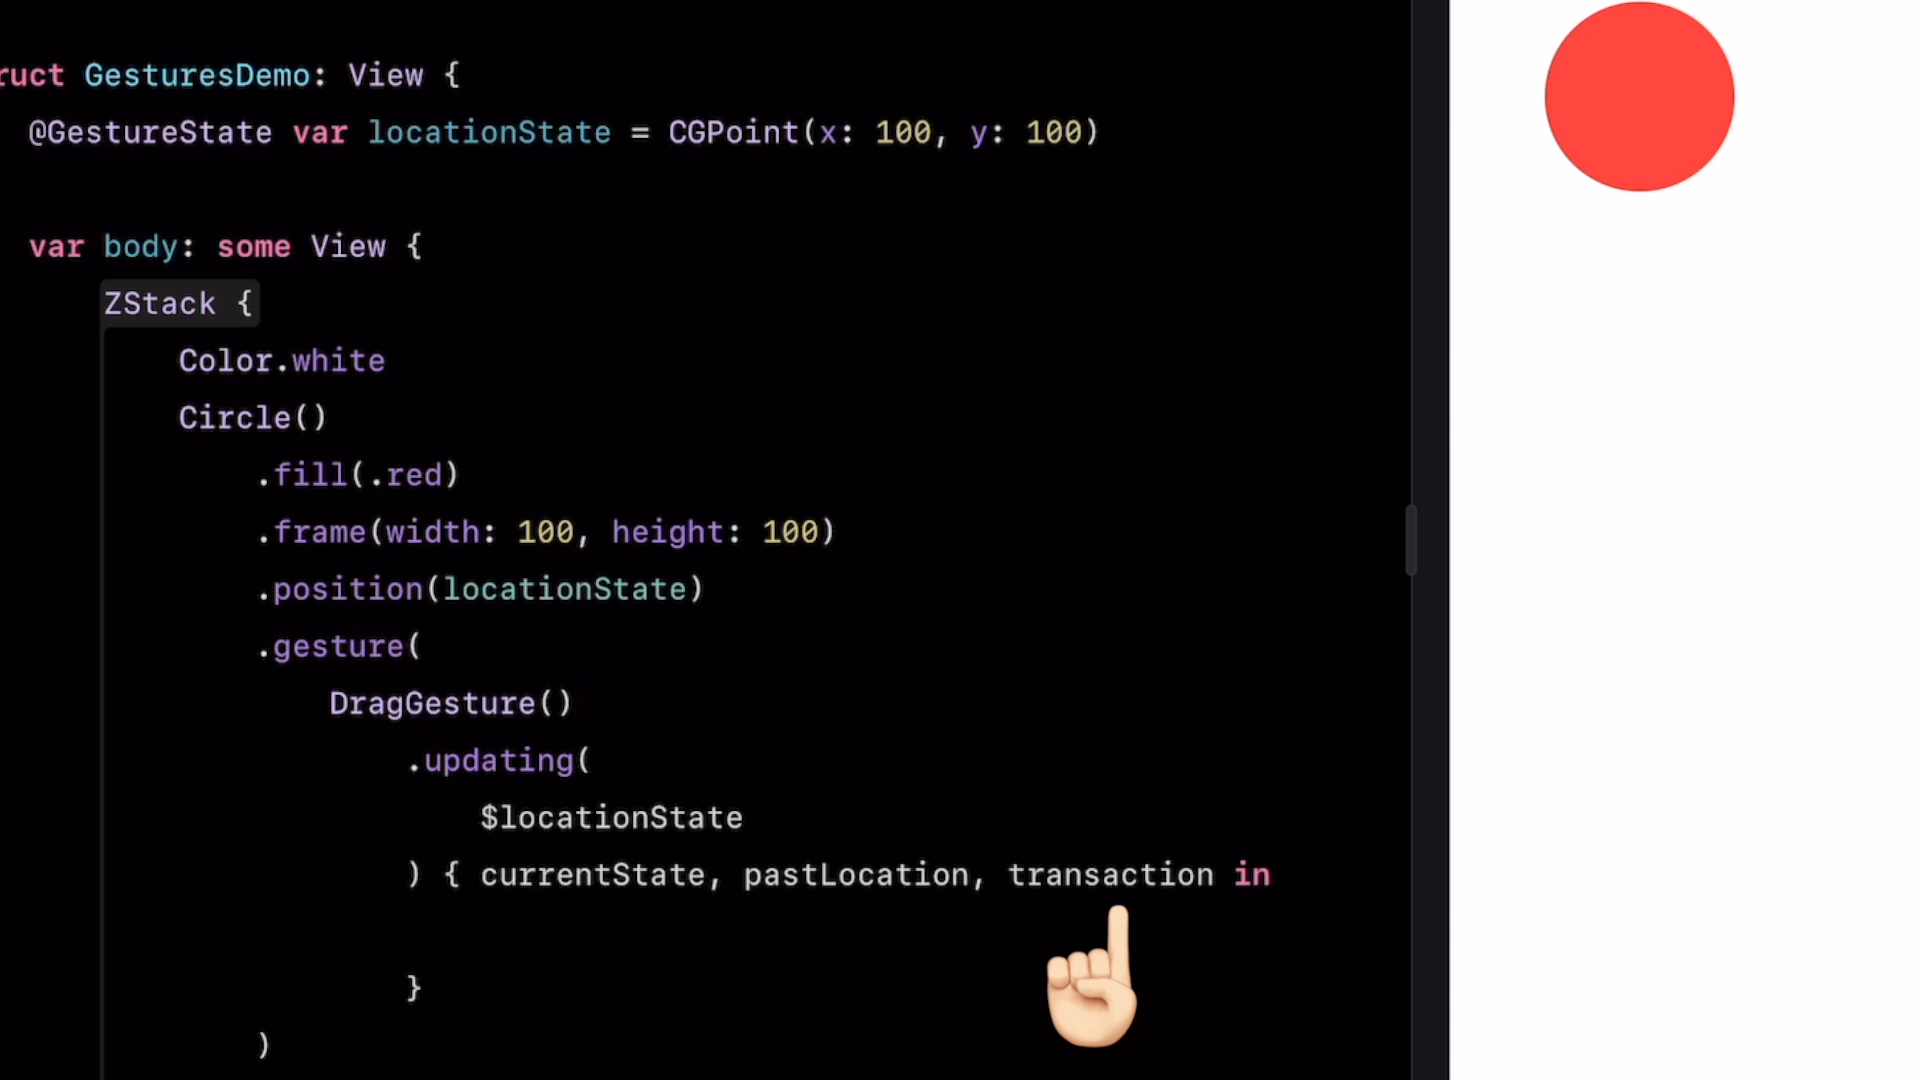 ruct GesturesDemo: View {
@GestureState var locationState = CGPoint(x: 100, y: 100)
var body: some View {
ZStack {
Color.white
Circle()
.fill(.red)
.frame(width: 100, height: 100)
.position(locationState)
.gesture(
DragGesture()
.updating(
$locationState
) { currentState, pastLocation, transaction in
}
)